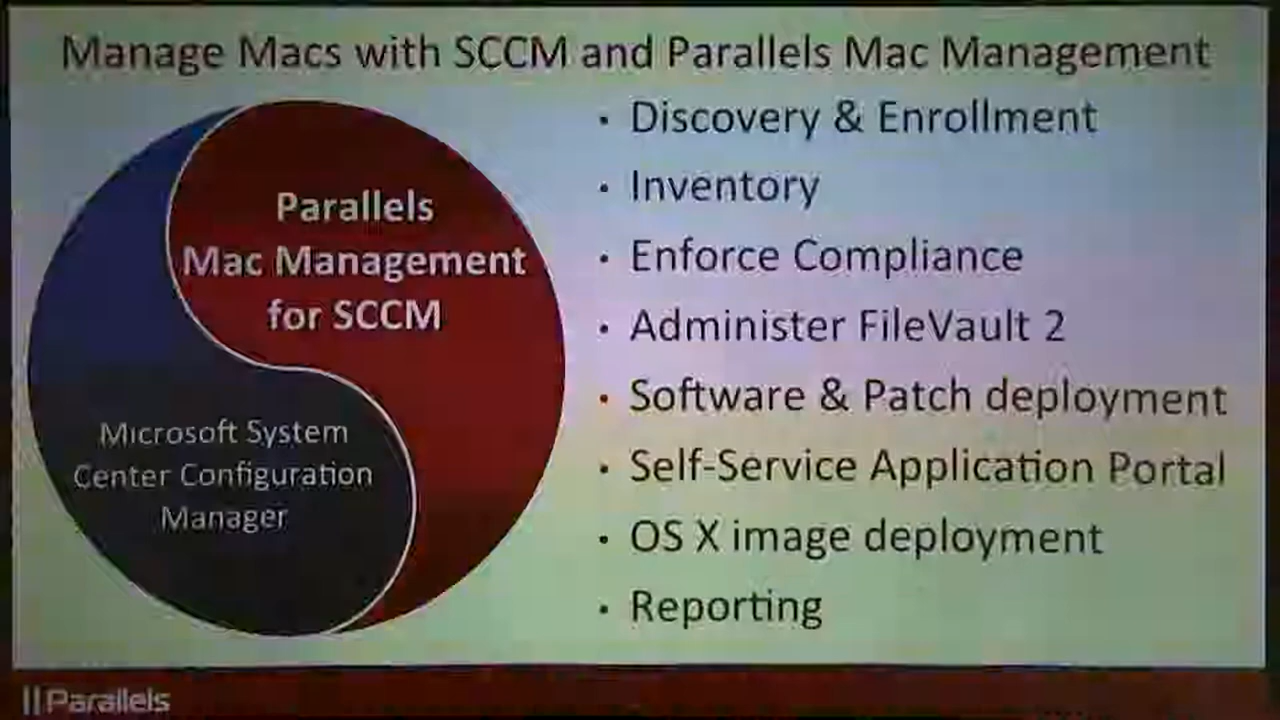 Manage Macs with SCCM and Parallels Mac Management
Parallels
Mac Management
for SCCM
Microsoft System
Center Configuration
Manager
• Discovery & Enrollment
• Inventory
• Enforce Compliance
• Administer FileVault 2
• Software & Patch deployment
• Self-Service Application Portal
• OS X image deployment
• Reporting
|| Parallels